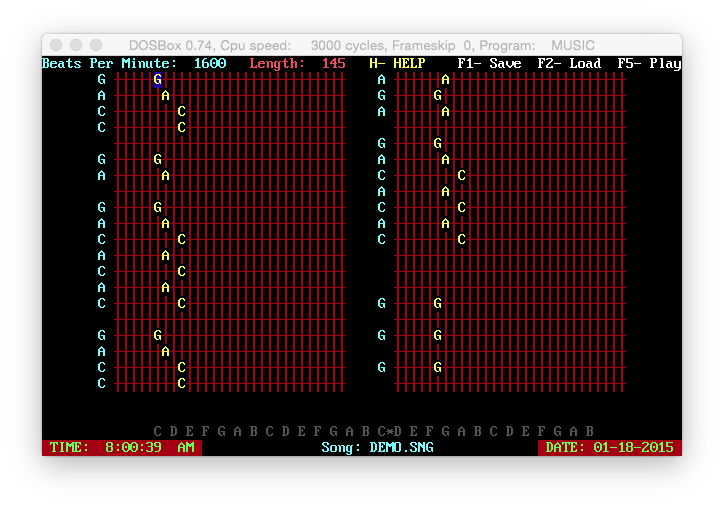 DOSBox 0.74, Cpu speed: 3000 cycles, Frameskip 0, Program: MUSIC
Beats Per Minute: 1600 Length: 145 H- HELP F1- Save F2- Load F5- Play
G G A A
A A G G
C C A A
C C
G G
G G A A
A A C C
A A
G G C C
A A A A
C C C C
A A
C C
A A
C C G G
G G G G
A A
C C G G
C C
C D E F G A B C D E F G A B C*D E F G A B C D E F G A B
TIME: 8:00:39 AM Song: DEMO.SNG DATE: 01-18-2015